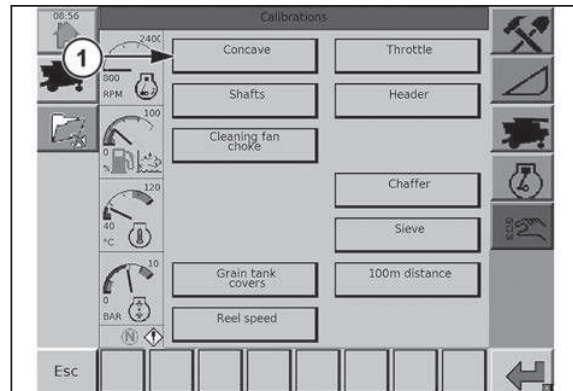 08:56
Calibrations
1
2400
800
RPM
Concave
Throttle
Shafts
Header
100
0
%
Cleaning fan
choke
120
40
°C
Chaffer
Sieve
10
0
BAR
Grain tank
covers
100m distance
Reel speed
N
Esc